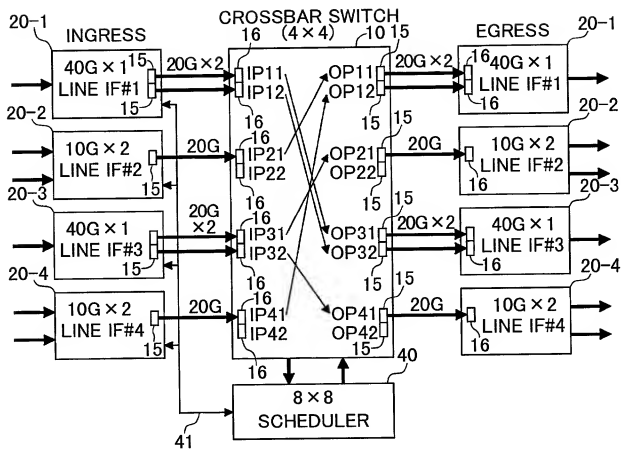 CROSSBAR SWITCH
(4×4)
20-1
INGRESS
16
10
15
EGRESS
20-1
40G×1
LINE IF#1
15
15
20G×2
IP11
IP12
16
OP11
OP12
15
20G×2
16
16
40G×1
LINE IF#1
20-2
20-2
10G×2
LINE IF#2
15
20G
16
IP21
IP22
16
OP21
OP22
15
15
20G
16
10G×2
LINE IF#2
20-3
20-3
40G×1
LINE IF#3
15
20G
×2
16
IP31
IP32
16
OP31
OP32
15
15
20G×2
16
40G×1
LINE IF#3
20-4
20-4
10G×2
LINE IF#4
15
20G
16
IP41
IP42
16
OP41
OP42
15
15
20G
16
10G×2
LINE IF#4
40
8×8
SCHEDULER
41